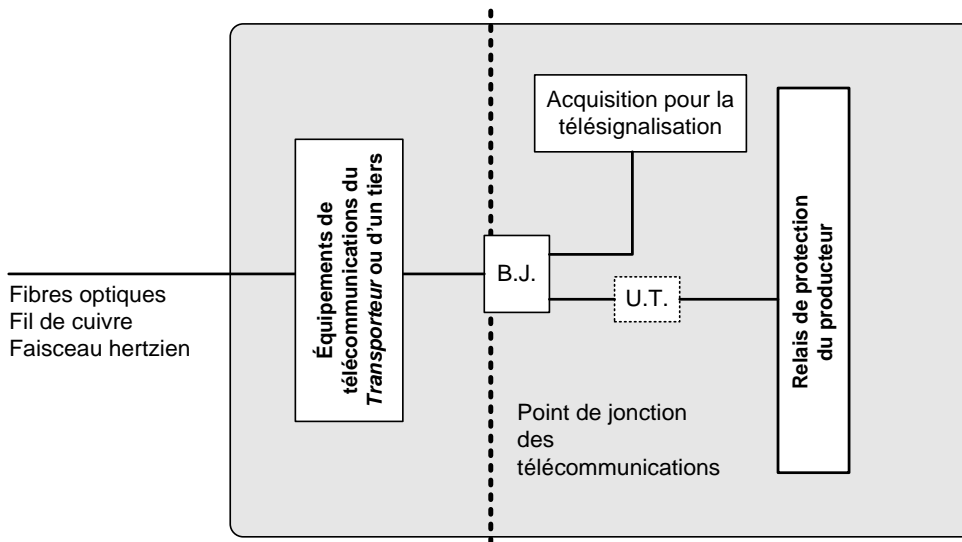 Fibres optiques
Fil de cuivre
Faisceau hertzien
Équipements de
télécommunications du
Transporteur ou d'un tiers
B.J.
Acquisition pour la
télésignalisation
U.T.
Point de jonction
des
télécommunications
Relais de protection
du producteur